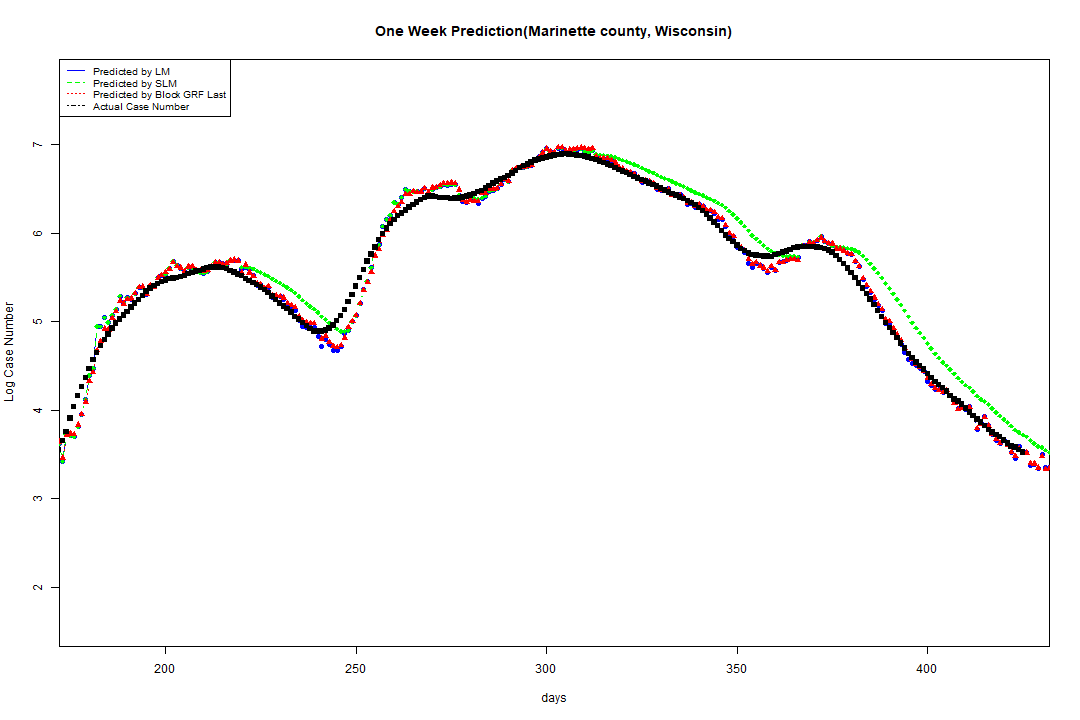 One Week Prediction(Marinette county, Wisconsin)
Predicted by LM
Predicted by SLM
Predicted by Block GRF Last
Actual Case Number
7
6
5
4
3
2
Log Case Number
200 250 300 350 400
days